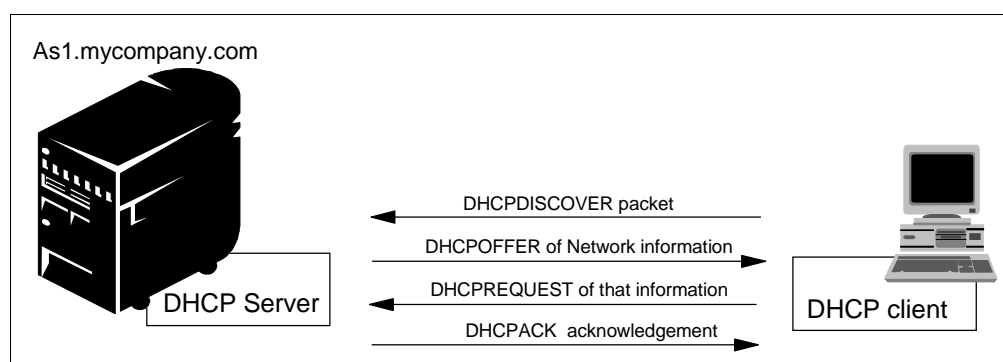 As1.mycompany.com
DHCPDISCOVER packet
DHCPOFFER of Network information
DHCPREQUEST of that information
DHCPACK acknowledgement
DHCP Server
DHCP client